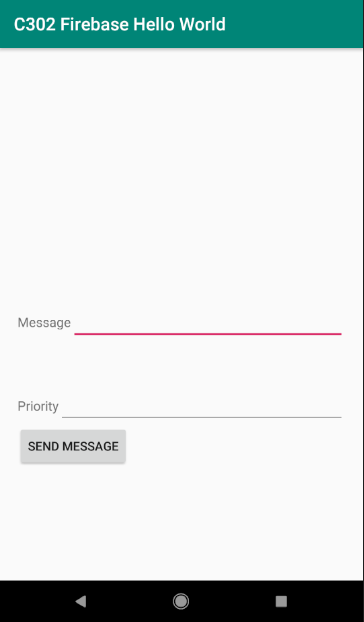 C302 Firebase Hello World
Message
Priority
SEND MESSAGE